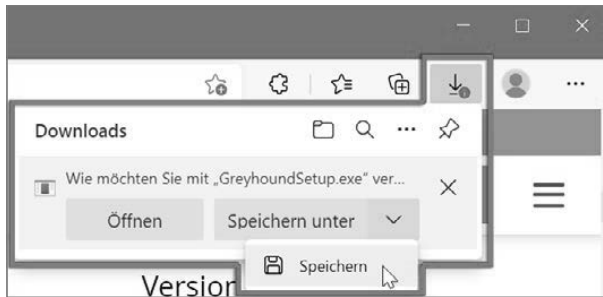 Downloads
Wie möchten Sie mit „GreyhoundSetup.exe“ ver...
Öffnen
Speichern unter
Speichern
Version